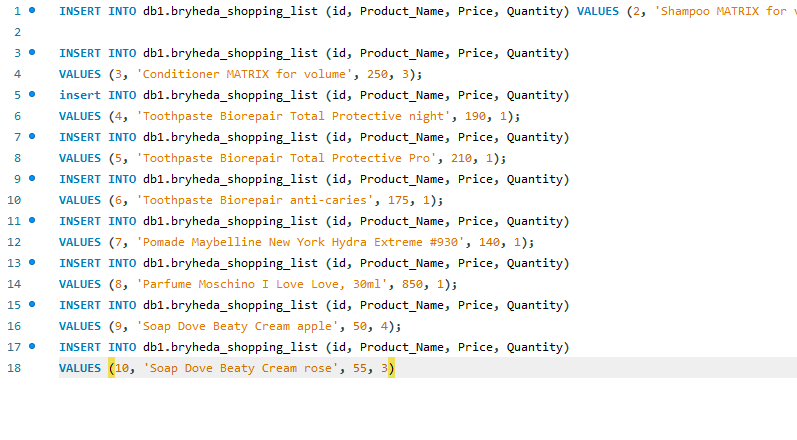 1 INSERT INTO db1.bryheda_shopping_list (id, Product_Name, Price, Quantity) VALUES (2, 'Shampoo MATRIX for
2
3 INSERT INTO db1.bryheda_shopping_list (id, Product_Name, Price, Quantity)
4 VALUES (3, 'Conditioner MATRIX for volume', 250, 3);
5 insert INTO db1.bryheda_shopping_list (id, Product_Name, Price, Quantity)
6 VALUES (4, 'Toothpaste Biorepair Total Protective night', 190, 1);
7 INSERT INTO db1.bryheda_shopping_list (id, Product_Name, Price, Quantity)
8 VALUES (5, 'Toothpaste Biorepair Total Protective Pro', 210, 1);
9 INSERT INTO db1.bryheda_shopping_list (id, Product_Name, Price, Quantity)
10 VALUES (6, 'Toothpaste Biorepair anti-caries', 175, 1);
11 INSERT INTO db1.bryheda_shopping_list (id, Product_Name, Price, Quantity)
12 VALUES (7, 'Pomade Maybelline New York Hydra Extreme #930', 140, 1);
13 INSERT INTO db1.bryheda_shopping_list (id, Product_Name, Price, Quantity)
14 VALUES (8, 'Parfume Moschino I Love Love, 30ml', 850, 1);
15 INSERT INTO db1.bryheda_shopping_list (id, Product_Name, Price, Quantity)
16 VALUES (9, 'Soap Dove Beaty Cream apple', 50, 4);
17 INSERT INTO db1.bryheda_shopping_list (id, Product_Name, Price, Quantity)
18 VALUES (10, 'Soap Dove Beaty Cream rose', 55, 3)